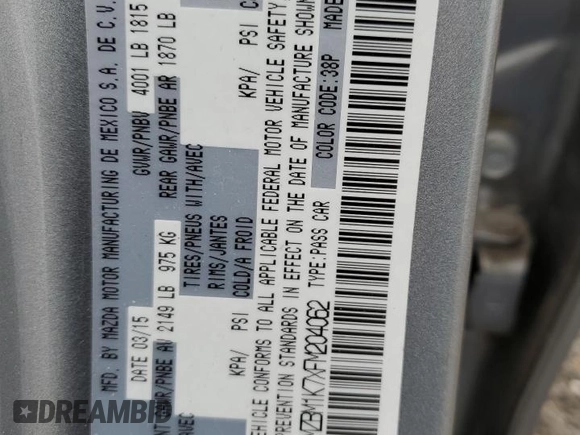 MFD. BY MAZDA MOTOR MANUFACTURING DE MEXICO S.A. DE C.V.
DATE 03/15 GVWR/PNBV 4001 LB 1815
GAWR/PNBE AV 2149 LB 975 KG REAR GAWR/PNBE AR 1870 LB
AVEC TIRES/PNEUS WITH/AVEC
RIMS/JANTES
KPA/ PSI COLD/A FROID KPA/ PSI
VEHICLE CONFORMS TO ALL APPLICABLE FEDERAL MOTOR VEHICLE SAFETY
PREVENTION STANDARDS IN EFFECT ON THE DATE OF MANUFACTURE SHOWN
MZBM1K7XFM204062 TYPE:PASS CAR
COLOR CODE:38P MADE
DREAMBID